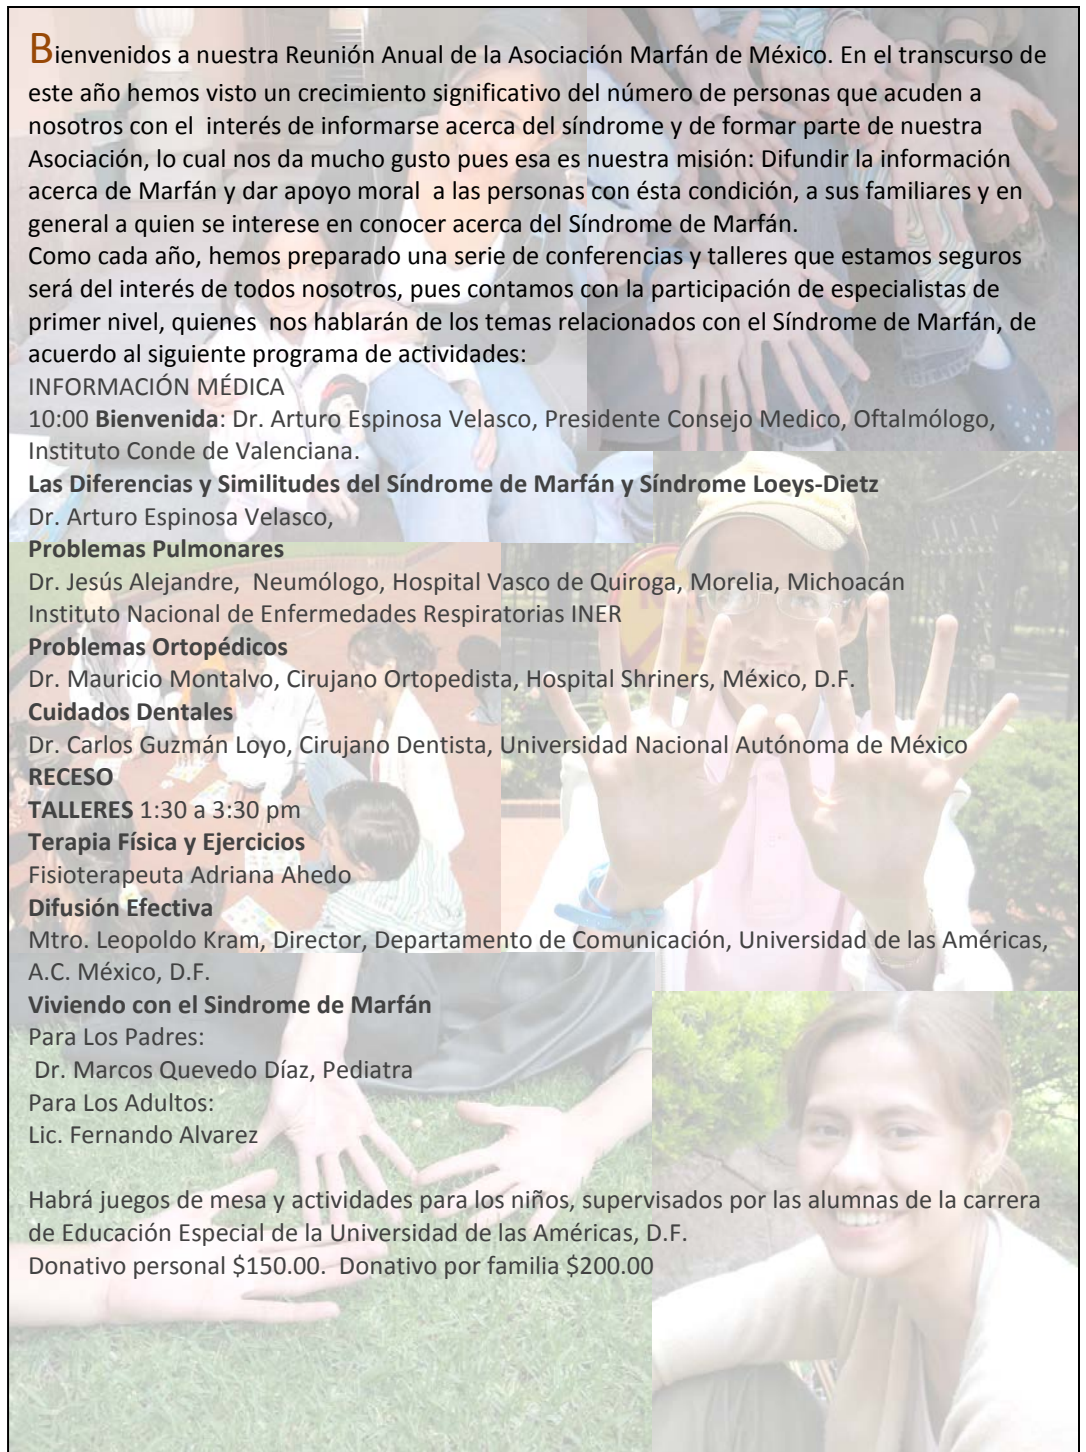 Bienvenidos a nuestra Reunión Anual de la Asociación Marfán de México. En el transcurso de
este año hemos visto un crecimiento significativo del número de personas que acuden a
nosotros con el interés de informarse acerca del síndrome y de formar parte de nuestra
Asociación, lo cual nos da mucho gusto pues esa es nuestra misión: Difundir la información
acerca de Marfán y dar apoyo moral a las personas con ésta condición, a sus familiares y en
general a quien se interese en conocer acerca del Síndrome de Marfán.
Como cada año, hemos preparado una serie de conferencias y talleres que estamos seguros
será del interés de todos nosotros, pues contamos con la participación de especialistas de
primer nivel, quienes nos hablarán de los temas relacionados con el Síndrome de Marfán, de
acuerdo al siguiente programa de actividades:
INFORMACIÓN MÉDICA
10:00 Bienvenida: Dr. Arturo Espinosa Velasco, Presidente Consejo Medico, Oftalmólogo,
Instituto Conde de Valenciana.
Las Diferencias y Similitudes del Síndrome de Marfán y Síndrome Loeys-Dietz
Dr. Arturo Espinosa Velasco,
Problemas Pulmonares
Dr. Jesús Alejandre, Neumólogo, Hospital Vasco de Quiroga, Morelia, Michoacán
Instituto Nacional de Enfermedades Respiratorias INER
Problemas Ortopédicos
Dr. Mauricio Montalvo, Cirujano Ortopedista, Hospital Shriners, México, D.F.
Cuidados Dentales
Dr. Carlos Guzmán Loyo, Cirujano Dentista, Universidad Nacional Autónoma de México
RECESO
TALLERES 1:30 a 3:30 pm
Terapia Física y Ejercicios
Fisioterapeuta Adriana Ahedo
Difusión Efectiva
Mtro. Leopoldo Kram, Director, Departamento de Comunicación, Universidad de las Américas,
A.C. México, D.F.
Viviendo con el Sindrome de Marfán
Para Los Padres:
Dr. Marcos Quevedo Díaz, Pediatra
Para Los Adultos:
Lic. Fernando Alvarez
Habrá juegos de mesa y actividades para los niños, supervisados por las alumnas de la carrera
de Educación Especial de la Universidad de las Américas, D.F.
Donativo personal $150.00. Donativo por familia $200.00